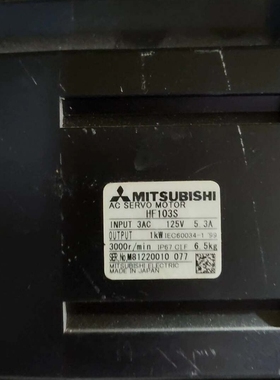 MITSUBISHI
AC SERVO MOTOR
HF103S
INPUT 3AC 125V 5.3A
OUTPUT 1kW IEC60034-1 '99
3000r/min IP67 Cl.F 6.5kg
SER.No.M81220010 077
MITSUBISHI ELECTRIC
MADE IN JAPAN